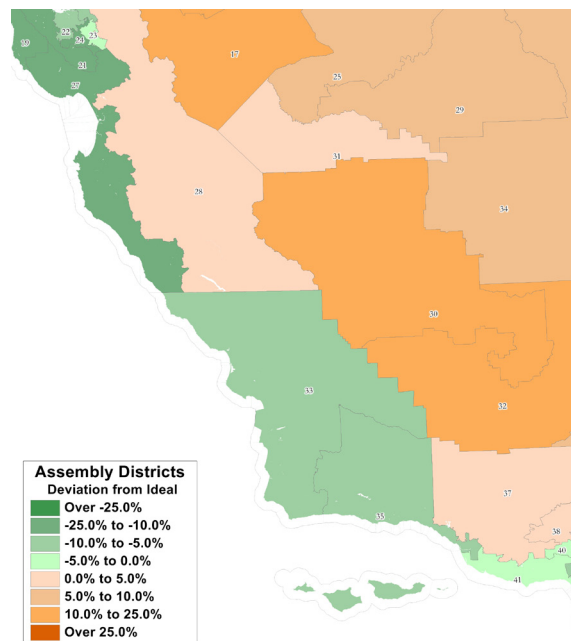 22
23
19
24
17
21
25
27
29
31
28
34
30
33
32
37
35
38
40
41
Assembly Districts
Deviation from Ideal
Over -25.0%
-25.0% to -10.0%
-10.0% to -5.0%
-5.0% to 0.0%
0.0% to 5.0%
5.0% to 10.0%
10.0% to 25.0%
Over 25.0%